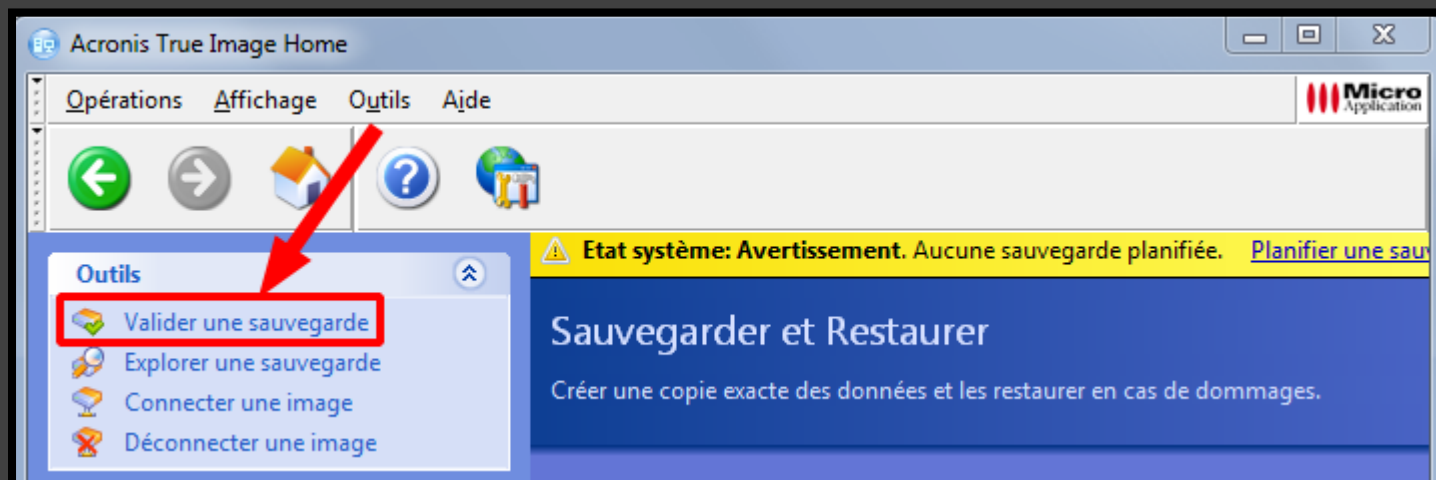 Acronis True Image Home
Opérations Affichage Outils Aide
Micro
Application
Etat système: Avertissement. Aucune sauvegarde planifiée. Planifier une
Outils
Valider une sauvegarde
Explorer une sauvegarde
Connecter une image
Déconnecter une image
Sauvegarder et Restaurer
Créer une copie exacte des données et les restaurer en cas de dommages.